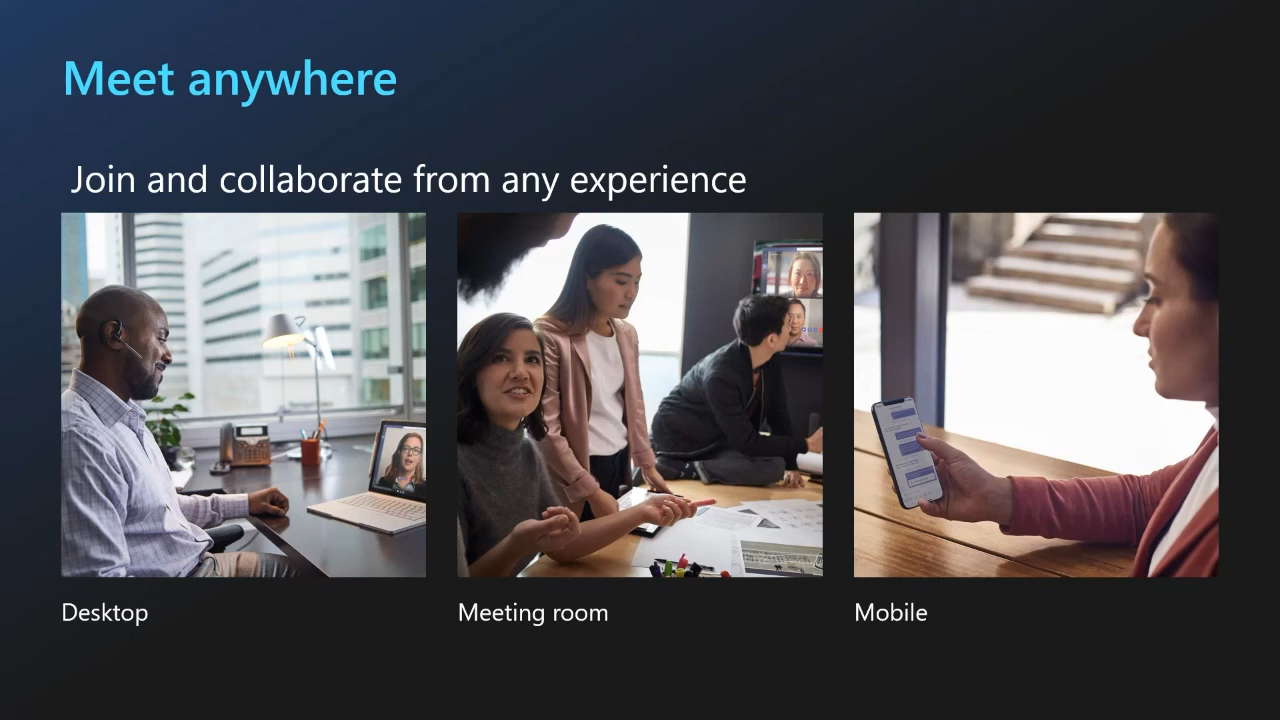 Meet anywhere
Join and collaborate from any experience
Desktop
Meeting room
Mobile